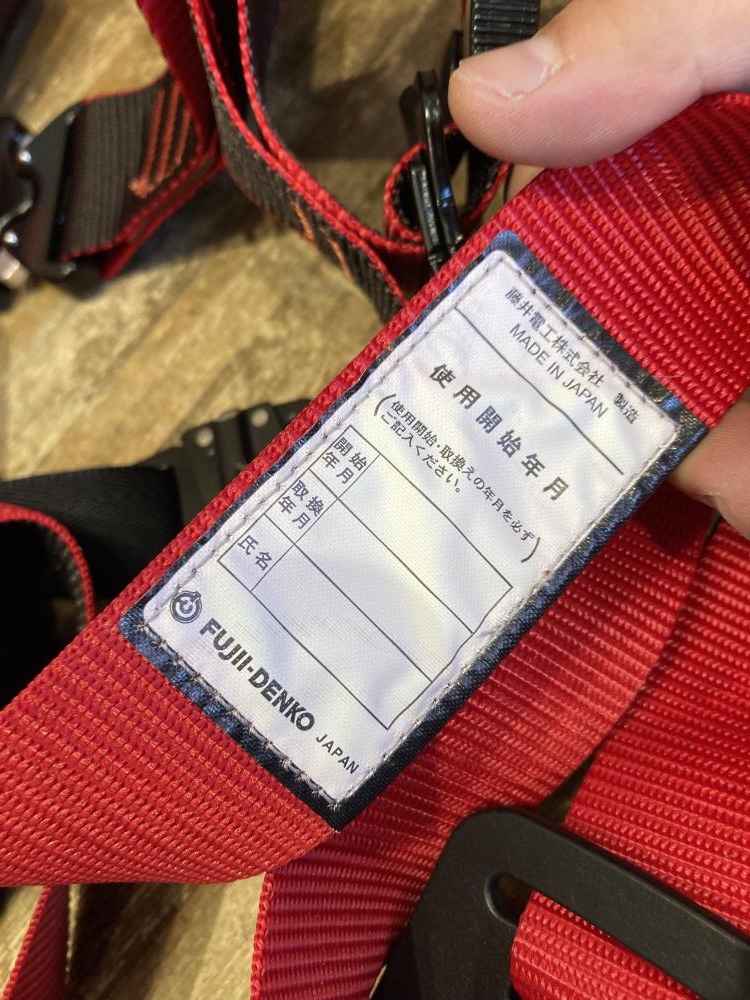 藤井電工株式会社 製造
MADE IN JAPAN
使用開始年月
(使用開始・取換えの年月を必ず
ご記入ください。)
開始
年月
取換
年月
氏名
FUJII-DENKO JAPAN